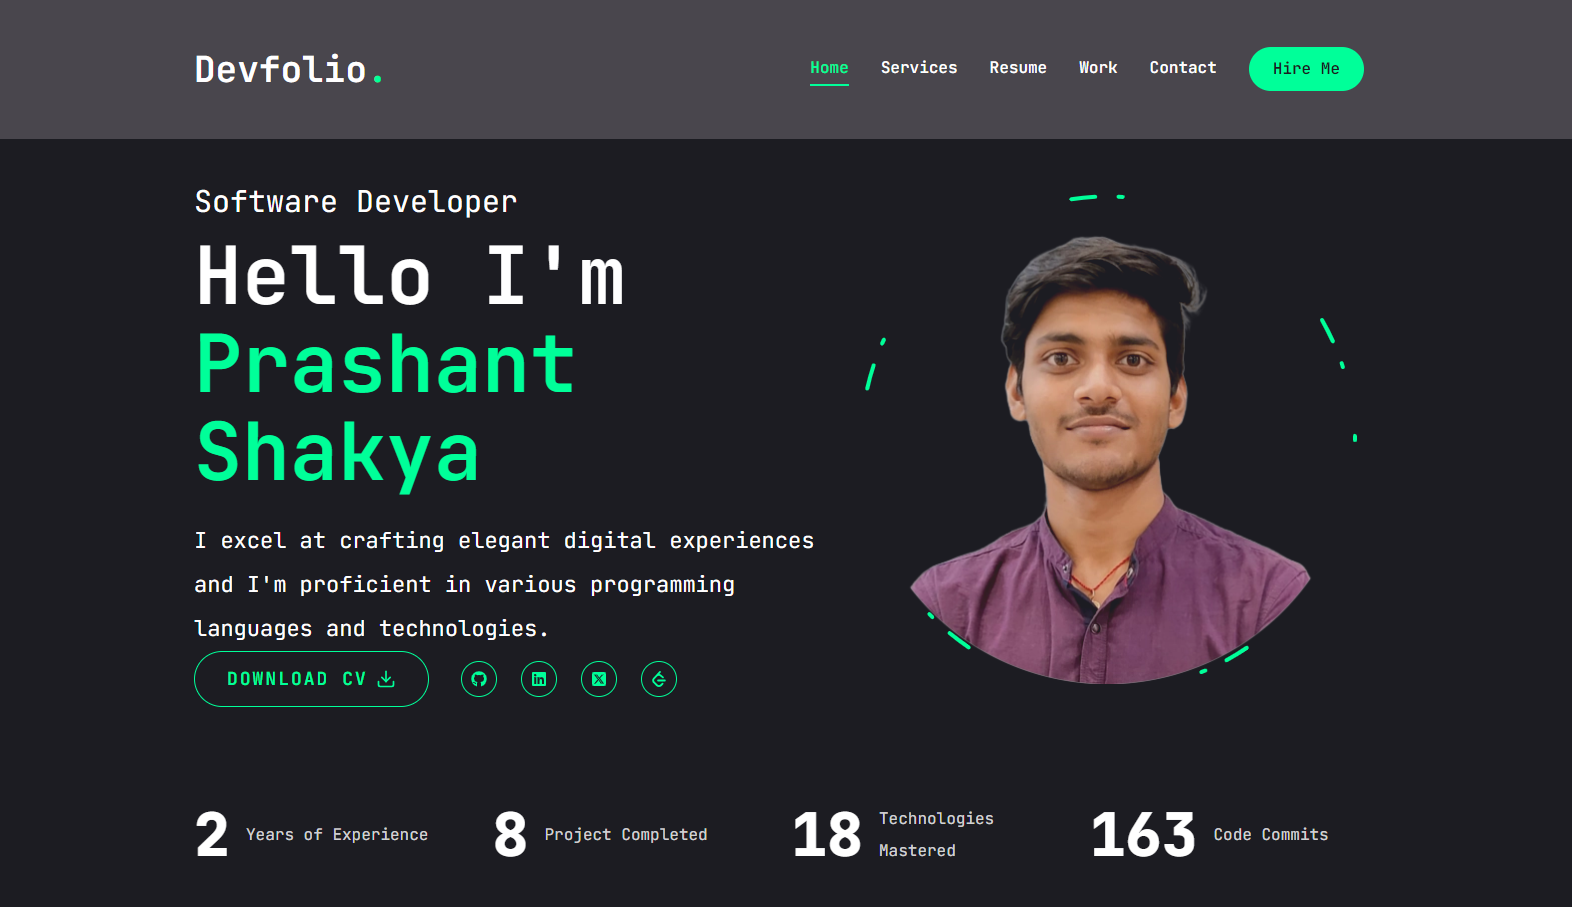 Devfolio.
Home Services Resume Work Contact Hire Me
Software Developer
Hello I'm
Prashant
Shakya
I excel at crafting elegant digital experiences
and I'm proficient in various programming
languages and technologies.
DOWNLOAD CV
2 Years of Experience
8 Project Completed
18 Technologies
Mastered
163 Code Commits